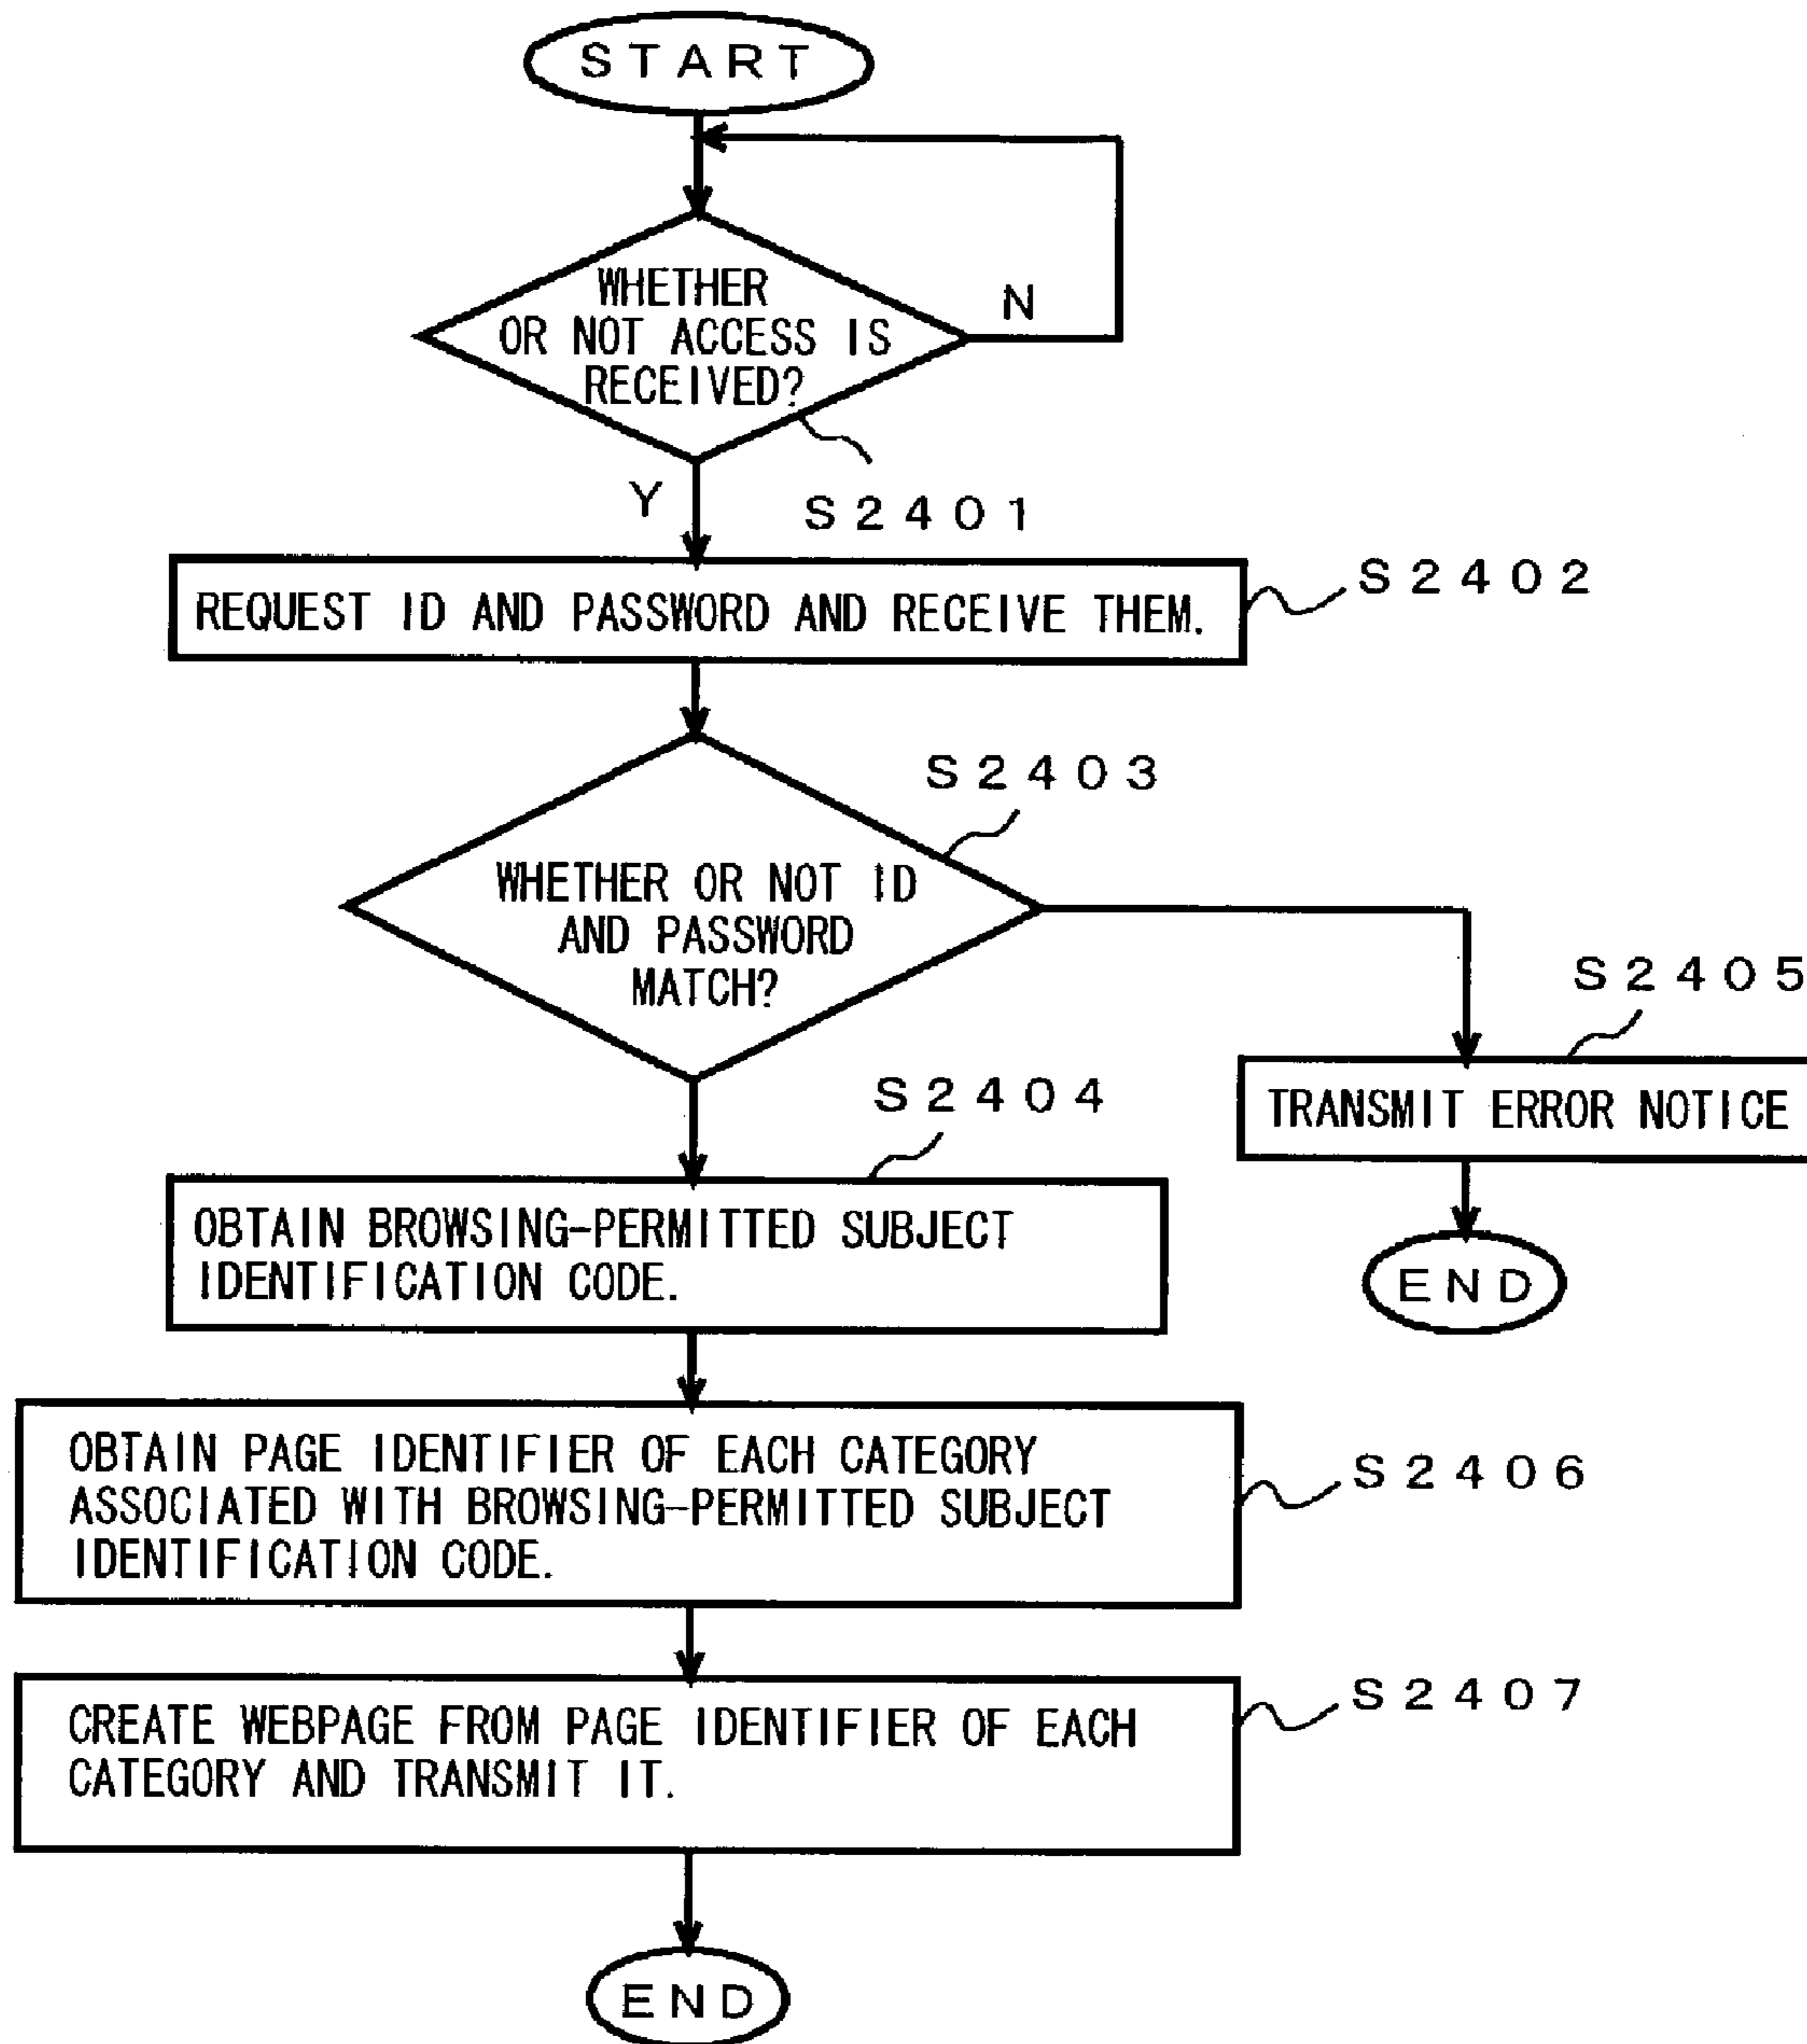 START
WHETHER
OR NOT ACCESS IS
RECEIVED?
N
Y
S2401
REQUEST ID AND PASSWORD AND RECEIVE THEM.
S2402
S2403
WHETHER OR NOT ID
AND PASSWORD
MATCH?
S2405
TRANSMIT ERROR NOTICE
END
S2404
OBTAIN BROWSING-PERMITTED SUBJECT
IDENTIFICATION CODE.
OBTAIN PAGE IDENTIFIER OF EACH CATEGORY
ASSOCIATED WITH BROWSING-PERMITTED SUBJECT
IDENTIFICATION CODE.
S2406
CREATE WEBPAGE FROM PAGE IDENTIFIER OF EACH
CATEGORY AND TRANSMIT IT.
S2407
END